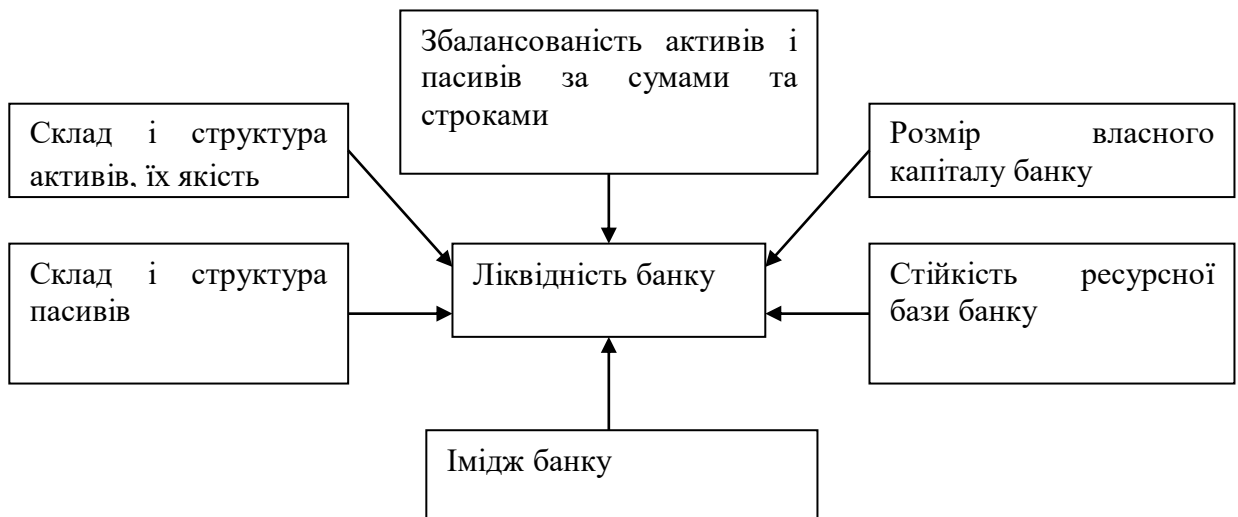 Збалансованість активів і
пасивів за сумами та
строками
Склад і структура
активів, їх якість
Розмір власного
капіталу банку
Склад і структура
пасивів
Ліквідність банку
Стійкість ресурсної
бази банку
Імідж банку